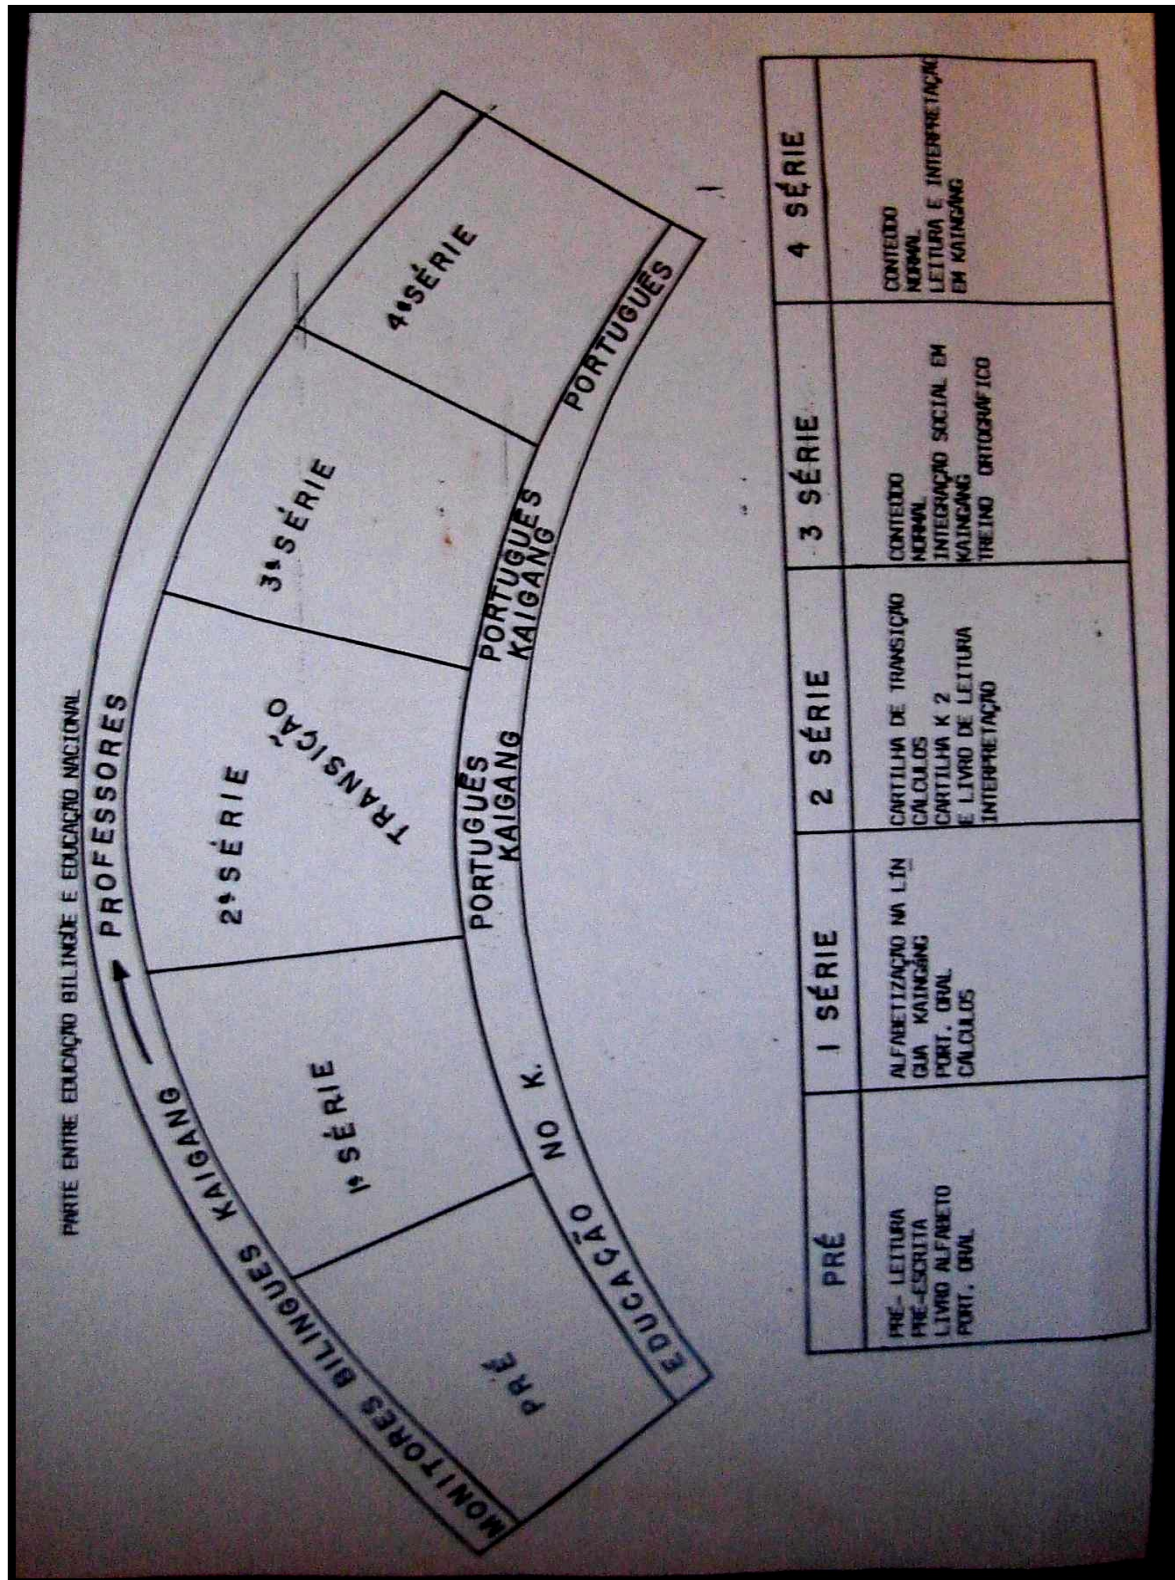 PARTE ENTRE EDUCAÇÃO BILINGÜE E EDUCAÇÃO NACIONAL
MONITORES BILINGUES KAIGANG → PROFESSORES
PRÉ
1ª SÉRIE
2ª SÉRIE
TRANSIÇÃO
3ª SÉRIE
4ª SÉRIE
EDUCAÇÃO NO K.
PORTUGUÊS
KAIGANG
PORTUGUÊS
KAIGANG
PORTUGUÊS
PRÉ
PRÉ- LEITURA
PRÉ-ESCRITA
LIVRO ALFABETO
PORT. ORAL
1 SÉRIE
ALFABETIZAÇÃO NA LÍN
GUA KAINGÁNG
PORT. ORAL
CÁLCULOS
2 SÉRIE
CARTILHA DE TRANSIÇÃO
CALCULOS
CARTILHA K 2
E LIVRO DE LEITURA
INTERPRETAÇÃO
3 SÉRIE
CONTEÚDO
NORMAL
INTEGRAÇÃO SOCIAL EM
KAINGÁNG
TREINO ORTOGRÁFICO
4 SÉRIE
CONTEÚDO
NORMAL
LEITURA E INTERPRETAÇÃO
EM KAINGÁNG